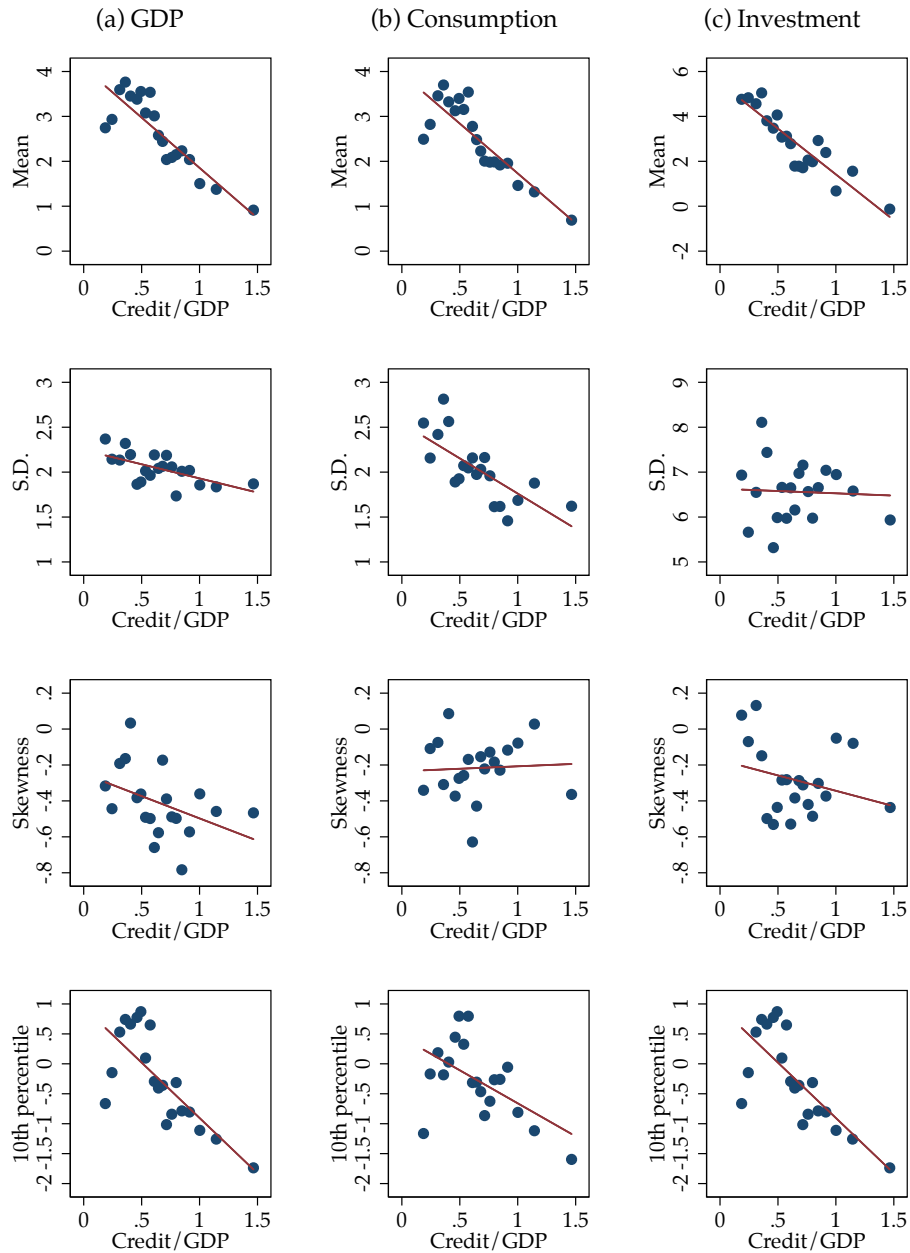 (a) GDP (b) Consumption (c) Investment
Mean
4
3
2
1
0
0 .5 1 1.5
Credit/GDP
Mean
4
3
2
1
0
0 .5 1 1.5
Credit/GDP
Mean
6
4
2
0
-2
0 .5 1 1.5
Credit/GDP
S.D.
3
2.5
2
1.5
1
0 .5 1 1.5
Credit/GDP
S.D.
3
2.5
2
1.5
1
0 .5 1 1.5
Credit/GDP
S.D.
9
8
7
6
5
0 .5 1 1.5
Credit/GDP
Skewness
.2
0
-.2
-.4
-.6
-.8
0 .5 1 1.5
Credit/GDP
Skewness
.2
0
-.2
-.4
-.6
-.8
0 .5 1 1.5
Credit/GDP
Skewness
.2
0
-.2
-.4
-.6
-.8
0 .5 1 1.5
Credit/GDP
10th percentile
1
.5
0
-.5
-1
-1.5
-2
0 .5 1 1.5
Credit/GDP
10th percentile
1
.5
0
-.5
-1
-1.5
-2
0 .5 1 1.5
Credit/GDP
10th percentile
1
.5
0
-.5
-1
-1.5
-2
0 .5 1 1.5
Credit/GDP